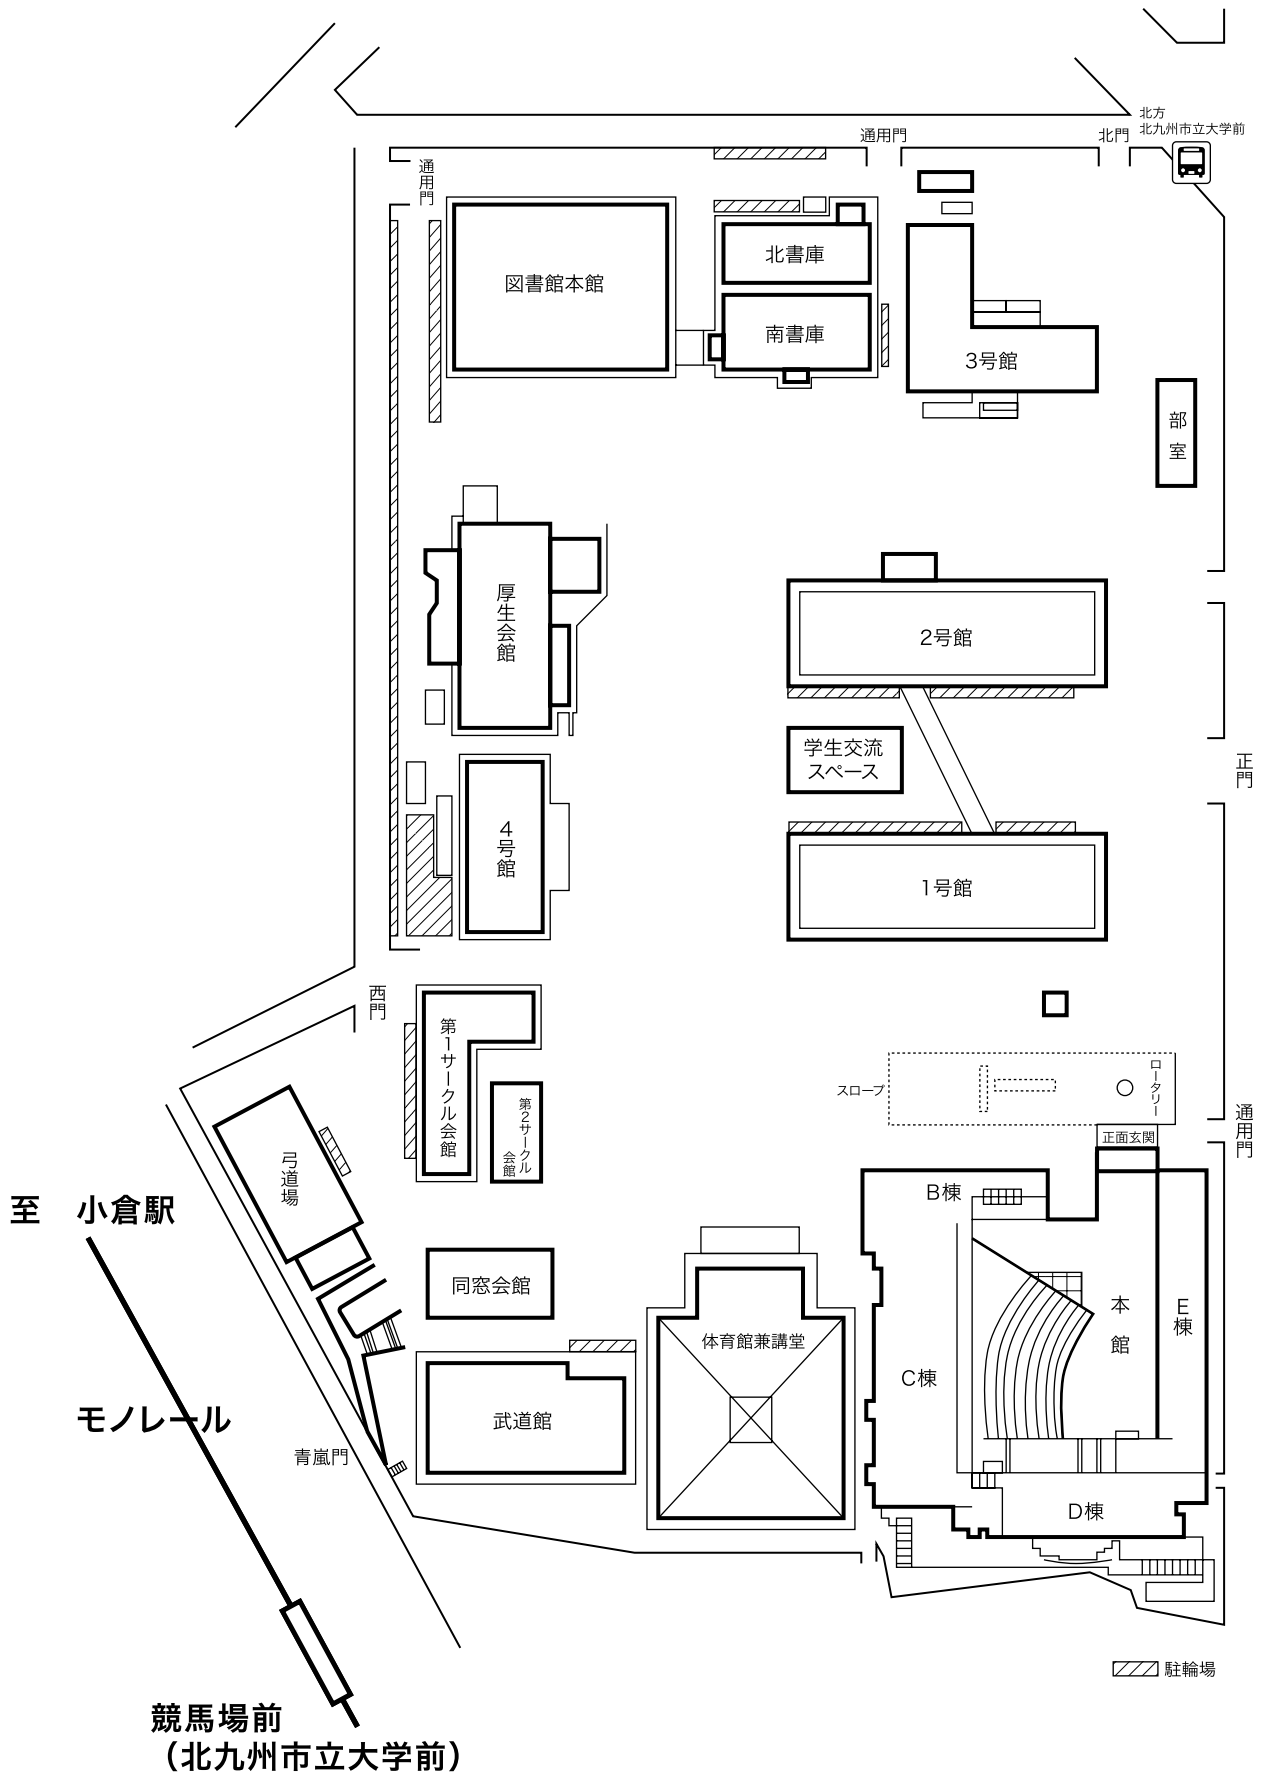 北方
北九州市立大学前
通用門
北門
通用門
北書庫
図書館本館
南書庫
3号館
部室
厚生会館
2号館
学生交流
スペース
正門
4号館
1号館
西門
第1サークル会館
第2サークル
会館
スロープ
ロータリー
正面玄関
通用門
弓道場
B棟
至　小倉駅
同窓会館
本館
E棟
体育館兼講堂
C棟
モノレール
武道館
青嵐門
D棟
駐輪場
競馬場前
（北九州市立大学前）